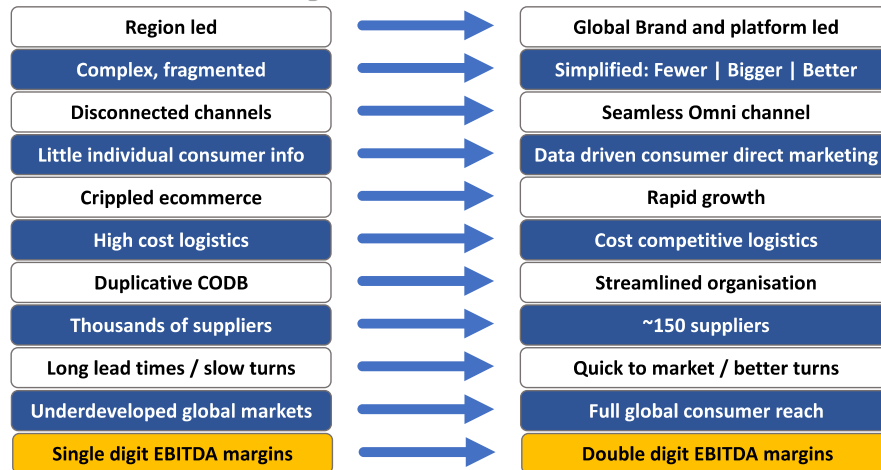 Region led
Global Brand and platform led
Complex, fragmented
Simplified: Fewer | Bigger | Better
Disconnected channels
Seamless Omni channel
Little individual consumer info
Data driven consumer direct marketing
Crippled ecommerce
Rapid growth
High cost logistics
Cost competitive logistics
Duplicative CODB
Streamlined organisation
Thousands of suppliers
~150 suppliers
Long lead times / slow turns
Quick to market / better turns
Underdeveloped global markets
Full global consumer reach
Single digit EBITDA margins
Double digit EBITDA margins